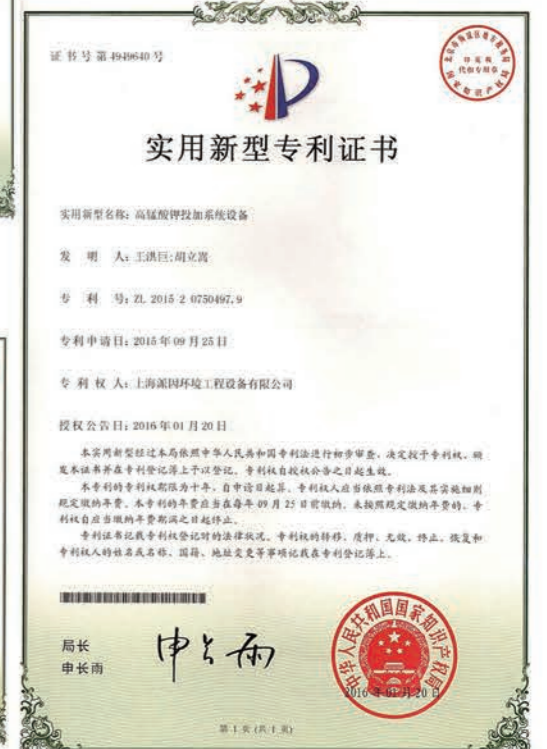 证书号第4949640号
实用新型专利证书
实用新型名称：高锰酸钾投加系统设备
发 明 人：王洪巨;胡立嵩
专 利 号：ZL 2015 2 0750497.9
专利申请日：2015年09月25日
专 利 权 人：上海派因环境工程设备有限公司
授权公告日：2016年01月20日
本实用新型经过本局依照中华人民共和国专利法进行初步审查，决定授予专利权，颁
发本证书并在专利登记簿上予以登记。专利权自授权公告之日起生效。
本专利的专利权期限为十年，自申请日起算。专利权人应当依照专利法及其实施细则
规定缴纳年费。本专利的年费应当在每年09月25日前缴纳。未按照规定缴纳年费的，专
利权自应当缴纳年费期满之日起终止。
专利证书记载专利权登记时的法律状况。专利权的转移、质押、无效、终止、恢复和
专利权人的姓名或名称、国籍、地址变更等事项记载在专利登记簿上。
局长
申长雨
申长雨
中华人民共和国国家知识产权局
2016年01月20日
第 1 页 (共 1 页)